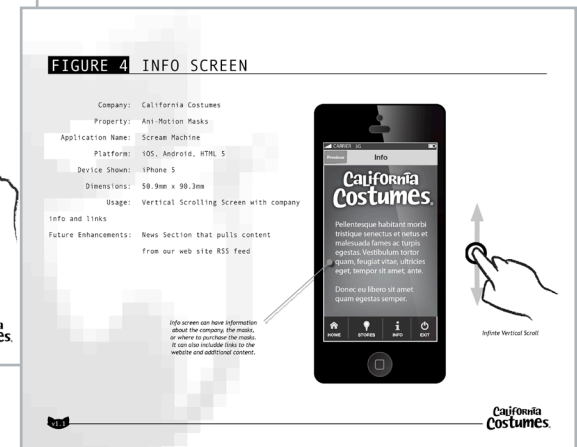 FIGURE 4 INFO SCREEN
Company: California Costumes
Property: Ani-Motion Masks
Application Name: Scream Machine
Platform: iOS, Android, HTML 5
Device Shown: iPhone 5
Dimensions: 50.9mm x 90.3mm
Usage: Vertical Scrolling Screen with company
info and links
Future Enhancements: News Section that pulls content
from our web site RSS feed
Info screen can have information
about the company, the masks,
or where to purchase the masks.
It can also includde links to the
website and additional content.
CARRIER 3G
Previous
Info
California
Costumes.
Pellentesque habitant morbi
tristique senectus et netus et
malesuada fames ac turpis
egestas. Vestibulum tortor
quam, feugiat vitae, ultricies
eget, tempor sit amet, ante.
Donec eu libero sit amet
quam egestas semper.
HOME STORES INFO EXIT
Infinte Vertical Scroll
v1.1
California
Costumes.